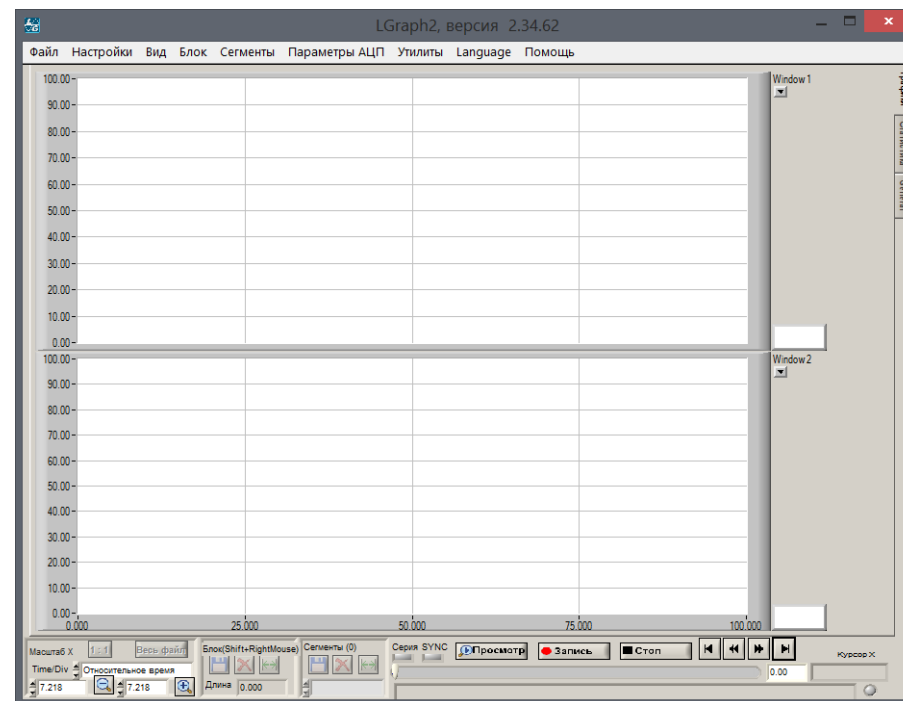 LGraph2, версия 2.34.62
Файл Настройки Вид Блок Сегменты Параметры АЦП Утилиты Language Помощь
100.00
90.00
80.00
70.00
60.00
50.00
40.00
30.00
20.00
10.00
0.00
Window 1
100.00
90.00
80.00
70.00
60.00
50.00
40.00
30.00
20.00
10.00
0.00
Window 2
0.000 25.000 50.000 75.000 100.000
Масштаб X 1:1 Весь файл
Time/Div Относительное время
7.218 7.218
Блок(Shift+RightMouse)
Длина 0.000
Сегменты (0)
Серия SYNC Просмотр Запись Стоп
0.00
Курсор X